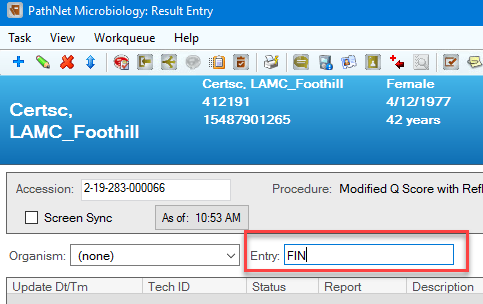 PathNet Microbiology: Result Entry
Task View Workqueue Help
Certsc, LAMC_Foothill Female
412191 4/12/1977
15487901265 42 years
Certsc,
LAMC_Foothill
Accession: 2-19-283-000066 Procedure: Modified Q Score with Refl
Screen Sync As of: 10:53 AM
Organism: (none) Entry: FIN
Update Dt/Tm Tech ID Status Report Description